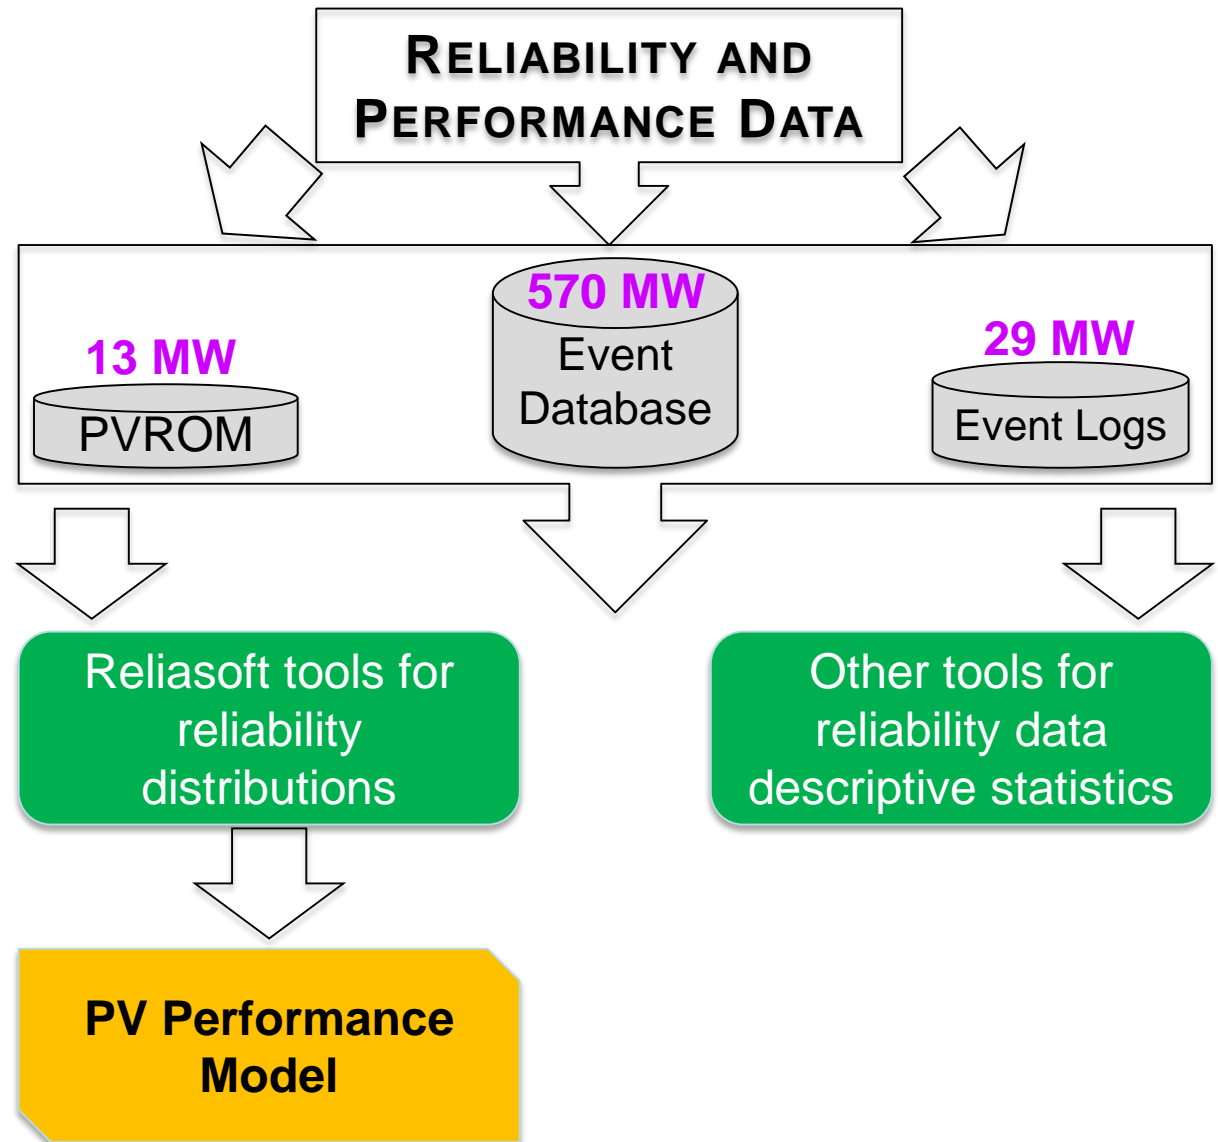 RELIABILITY AND
PERFORMANCE DATA
13 MW
PVROM
570 MW
Event
Database
29 MW
Event Logs
Reliasoft tools for
reliability
distributions
Other tools for
reliability data
descriptive statistics
PV Performance
Model